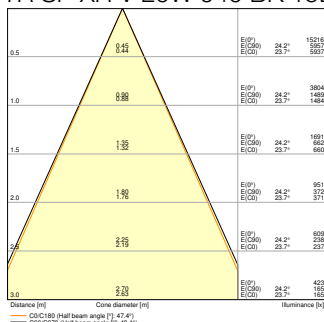 0.5 0.45 0.44 E(0°) 15216
E(C90) 24.2° 5957
E(C0) 23.7° 5937
1.0 0.90 0.88 E(0°) 3804
E(C90) 24.2° 1489
E(C0) 23.7° 1484
1.5 1.35 1.32 E(0°) 1691
E(C90) 24.2° 662
E(C0) 23.7° 660
2.0 1.80 1.76 E(0°) 951
E(C90) 24.2° 372
E(C0) 23.7° 371
2.5 2.25 2.19 E(0°) 609
E(C90) 24.2° 238
E(C0) 23.7° 237
3.0 2.70 2.63 E(0°) 423
E(C90) 24.2° 165
E(C0) 23.7° 165
Distance [m] Cone diameter [m] Illuminance [lx]
C0/C180 (Half beam angle [°]: 47.4°)